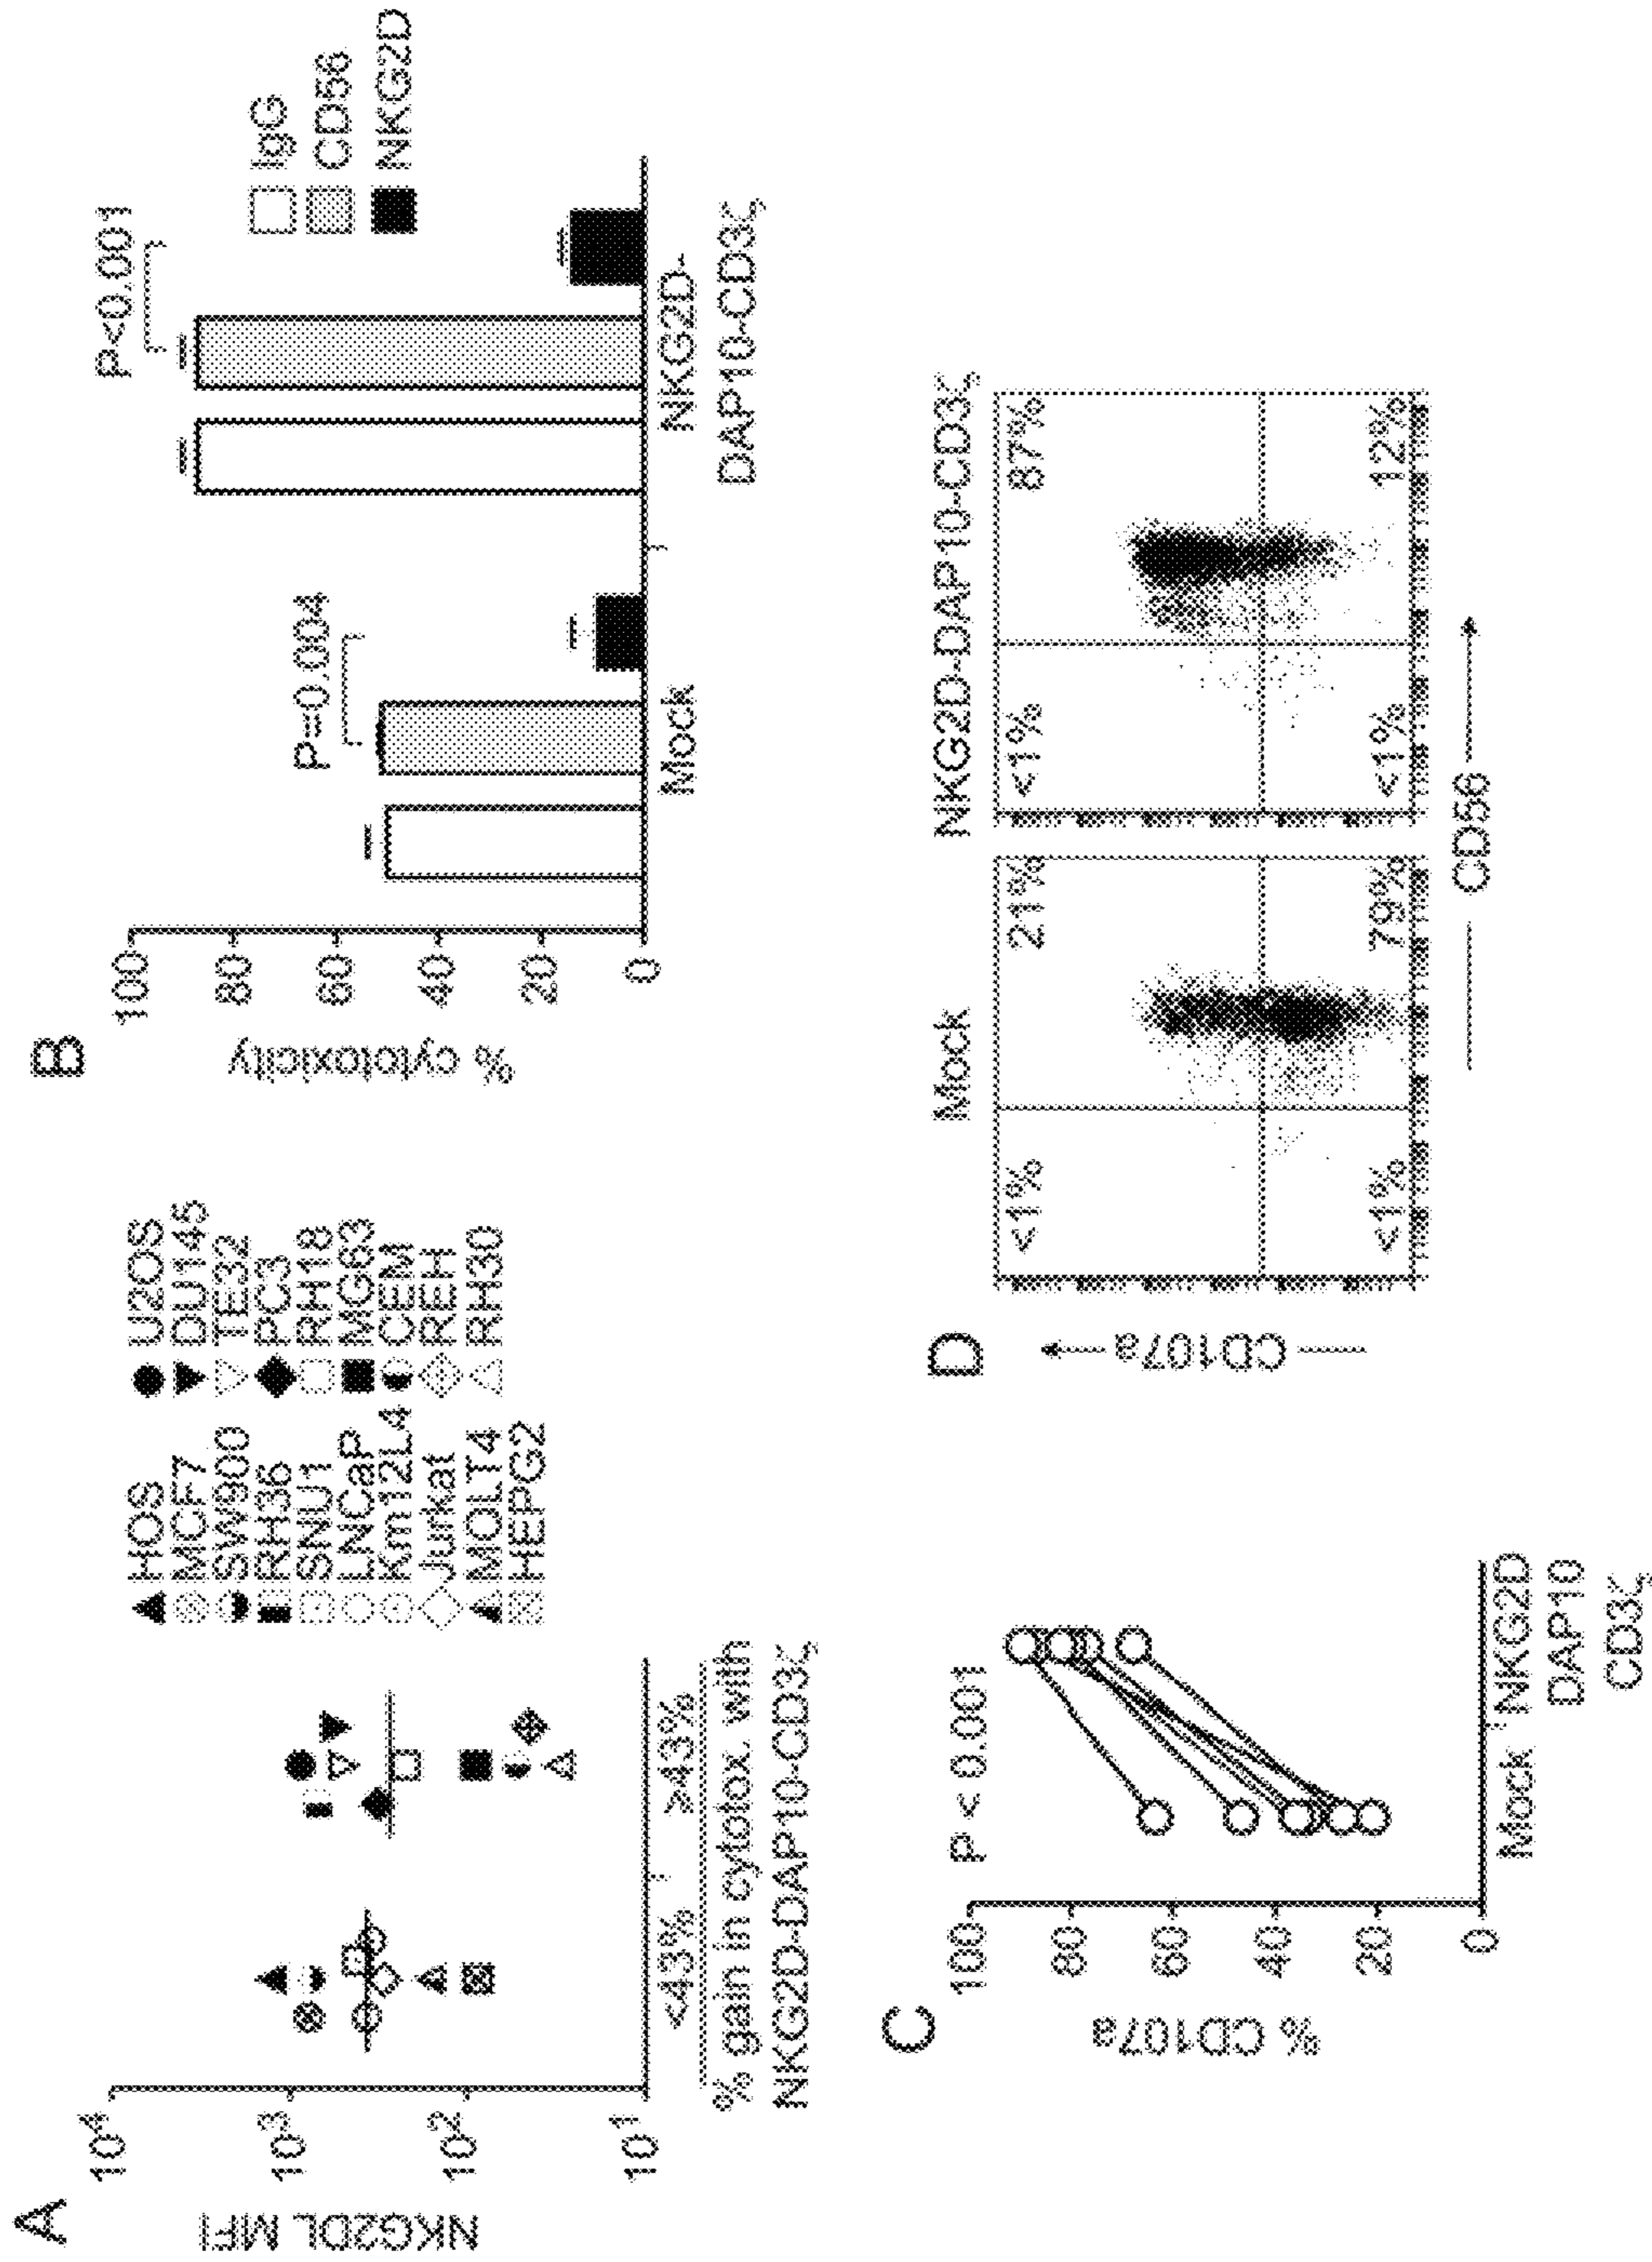 A
10^4
10^3
10^2
10^1
NKG2DL MFI
<43%
≥43%
% gain in cytotox. with
NKG2D-DAP10-CD3ζ
HOS
MCF7
SW900
RH36
SNU1
LNCaP
Km12L4
Jurkat
MOLT4
HEPG2
U2OS
DU145
TE32
PC3
RH18
MG63
CEM
REH
RH30
B
100
80
60
40
20
0
% cytotoxicity
P=0.004
P<0.001
IgG
CD56
NKG2D
Mock
NKG2D-
DAP10-CD3ζ
C
P < 0.001
100
80
60
40
20
0
% CD107a
Mock
NKG2D
DAP10
CD3ζ
D
Mock
NKG2D-DAP10-CD3ζ
<1%
21%
<1%
79%
<1%
87%
<1%
12%
CD107a
CD56